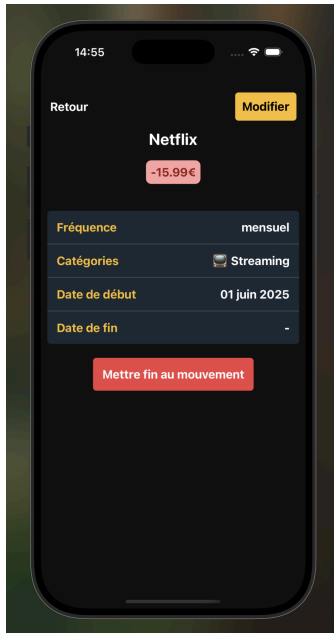 14:55
Retour
Modifier
Netflix
-15.99€
Fréquence mensuel
Catégories Streaming
Date de début 01 juin 2025
Date de fin -
Mettre fin au mouvement